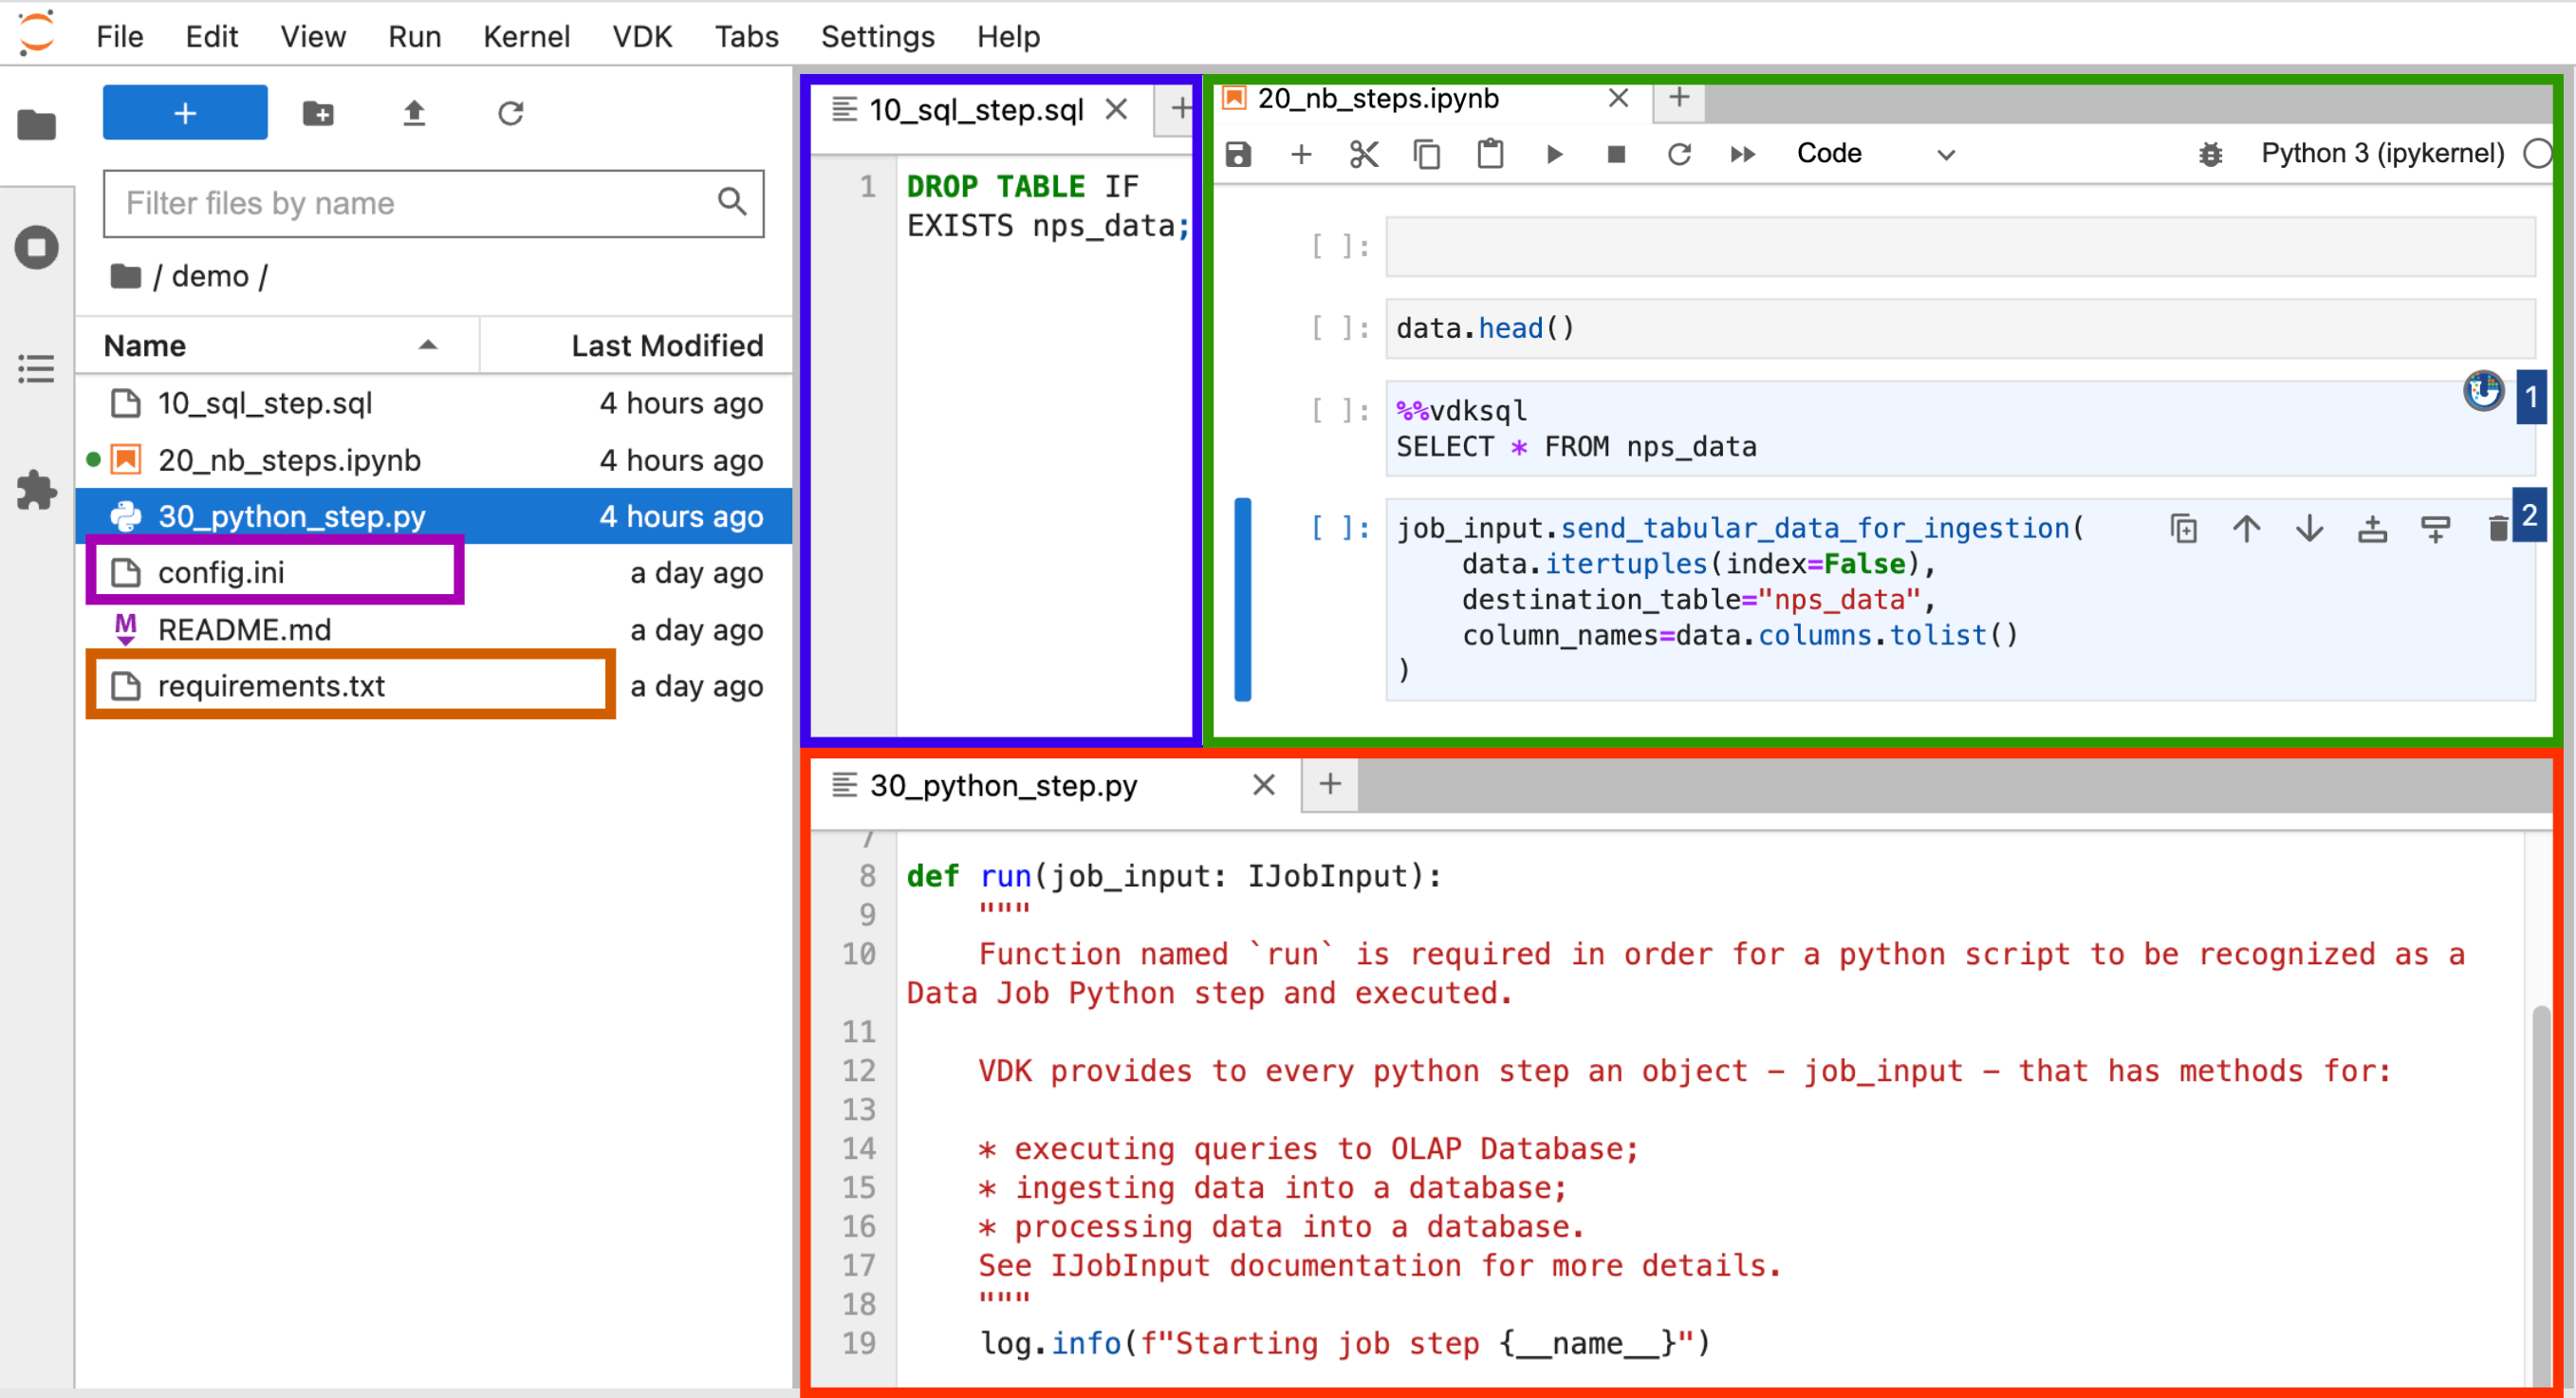 File Edit View Run Kernel VDK Tabs Settings Help
Filter files by name
/ demo /
Name Last Modified
10_sql_step.sql 4 hours ago
20_nb_steps.ipynb 4 hours ago
30_python_step.py 4 hours ago
config.ini a day ago
README.md a day ago
requirements.txt a day ago
10_sql_step.sql
1 DROP TABLE IF
EXISTS nps_data;
20_nb_steps.ipynb
Code Python 3 (ipykernel)
[ ]:
[ ]: data.head()
[ ]: %%vdksql 1
SELECT * FROM nps_data
[ ]: job_input.send_tabular_data_for_ingestion( 2
data.itertuples(index=False),
destination_table="nps_data",
column_names=data.columns.tolist()
)
30_python_step.py
7
8 def run(job_input: IJobInput):
9 """
10 Function named `run` is required in order for a python script to be recognized as a
Data Job Python step and executed.
11
12 VDK provides to every python step an object - job_input - that has methods for:
13
14 * executing queries to OLAP Database;
15 * ingesting data into a database;
16 * processing data into a database.
17 See IJobInput documentation for more details.
18 """
19 log.info(f"Starting job step {__name__}")